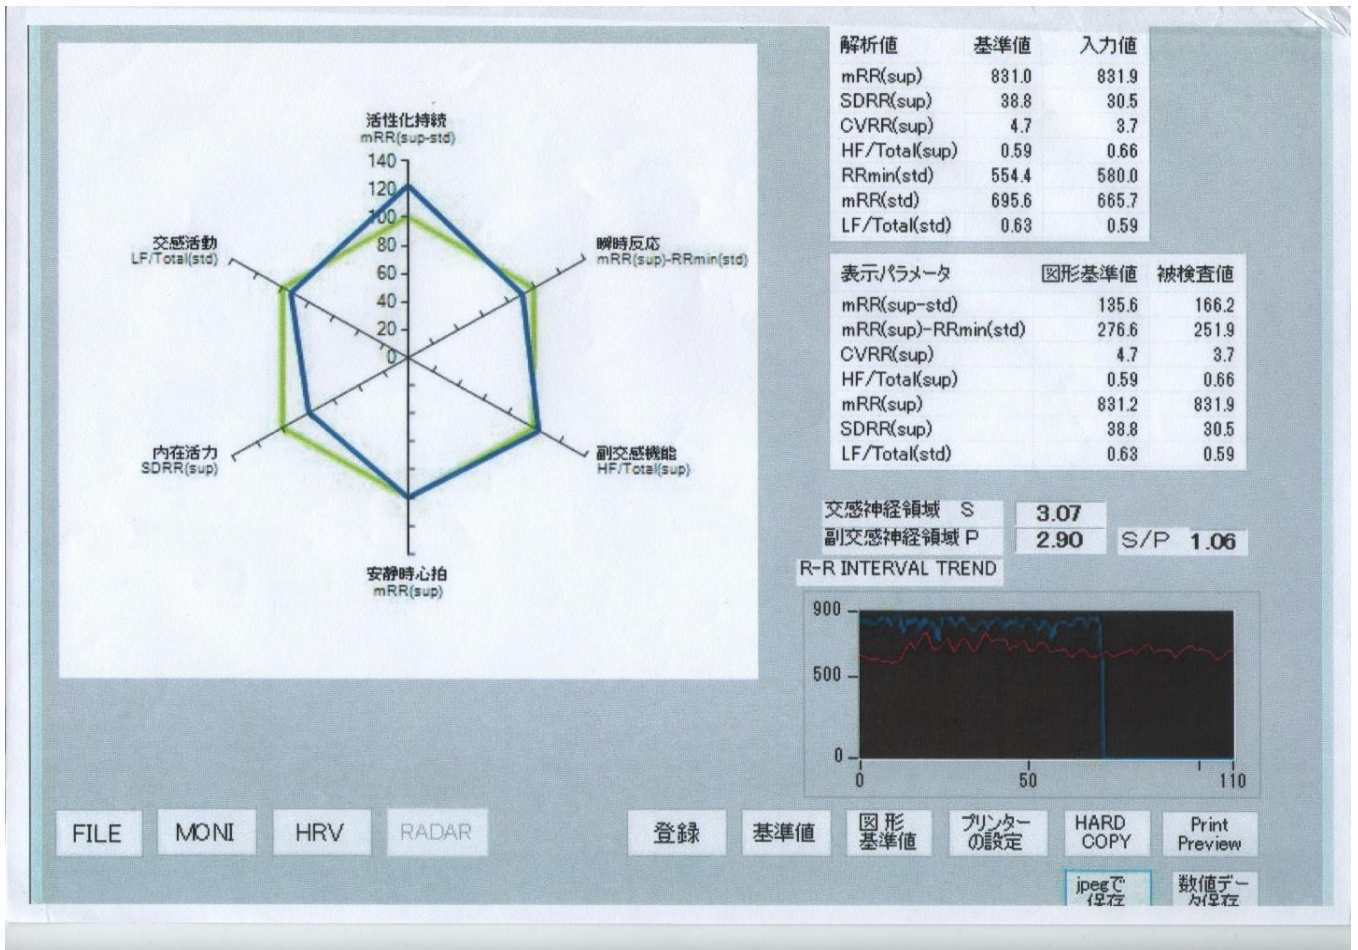 活性化持続
mRR(sup-std)
140
120
100
80
60
40
20
0
交感活動
LF/Total(std)
瞬時反応
mRR(sup)-RRmin(std)
内在活力
SDRR(sup)
副交感機能
HF/Total(sup)
安静時心拍
mRR(sup)
解析値 基準値 入力値
mRR(sup) 831.0 831.9
SDRR(sup) 38.8 30.5
CVRR(sup) 4.7 3.7
HF/Total(sup) 0.59 0.66
RRmin(std) 554.4 580.0
mRR(std) 695.6 665.7
LF/Total(std) 0.63 0.59
表示パラメータ 図形基準値 被検査値
mRR(sup-std) 135.6 166.2
mRR(sup)-RRmin(std) 276.6 251.9
CVRR(sup) 4.7 3.7
HF/Total(sup) 0.59 0.66
mRR(sup) 831.2 831.9
SDRR(sup) 38.8 30.5
LF/Total(std) 0.63 0.59
交感神経領域 S 3.07
副交感神経領域 P 2.90 S/P 1.06
R-R INTERVAL TREND
900
500
0
0 50 110
FILE MONI HRV RADAR 登録 基準値
図形
基準値
プリンター
の設定
HARD
COPY
Print
Preview
jpegで
保存
数値デー
タ保存